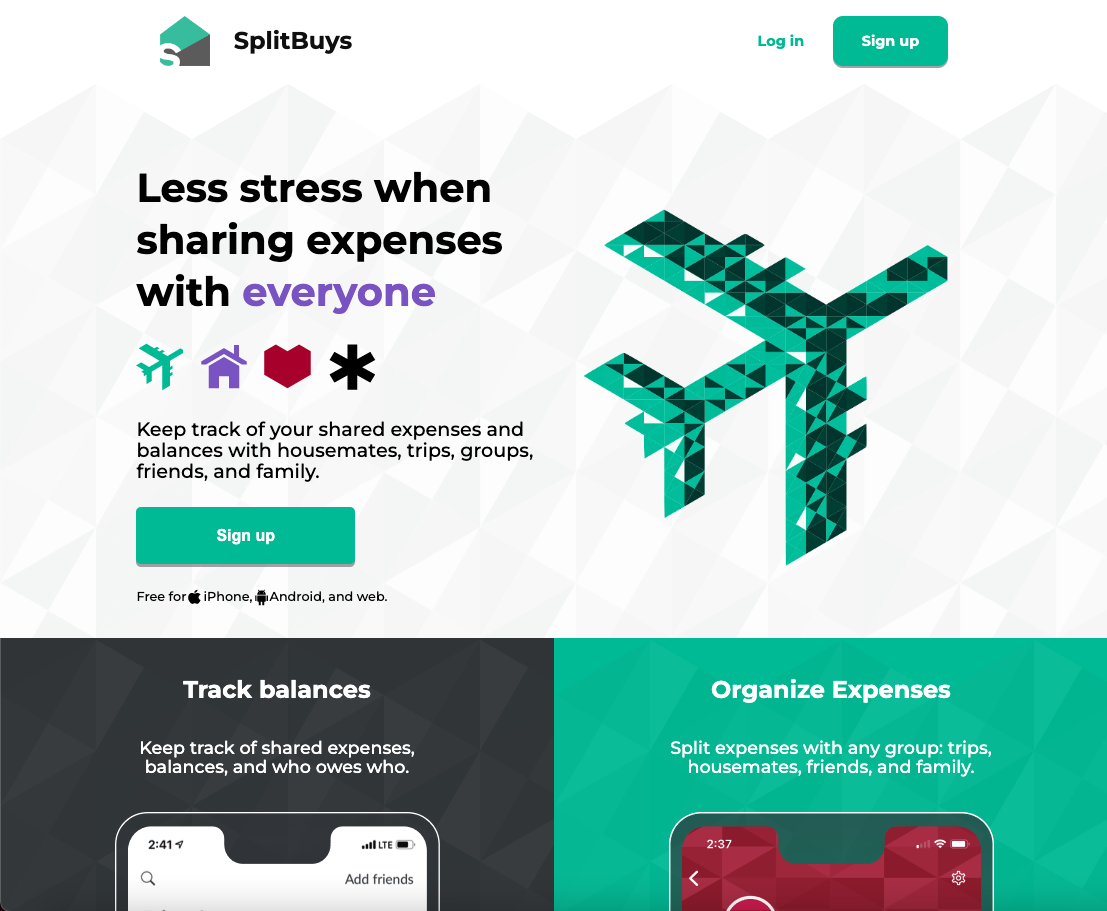 SplitBuys
Log in
Sign up
Less stress when
sharing expenses
with everyone
Keep track of your shared expenses and
balances with housemates, trips, groups,
friends, and family.
Sign up
Free for iPhone, Android, and web.
Track balances
Keep track of shared expenses,
balances, and who owes who.
2:41
LTE
Add friends
Organize Expenses
Split expenses with any group: trips,
housemates, friends, and family.
2:37